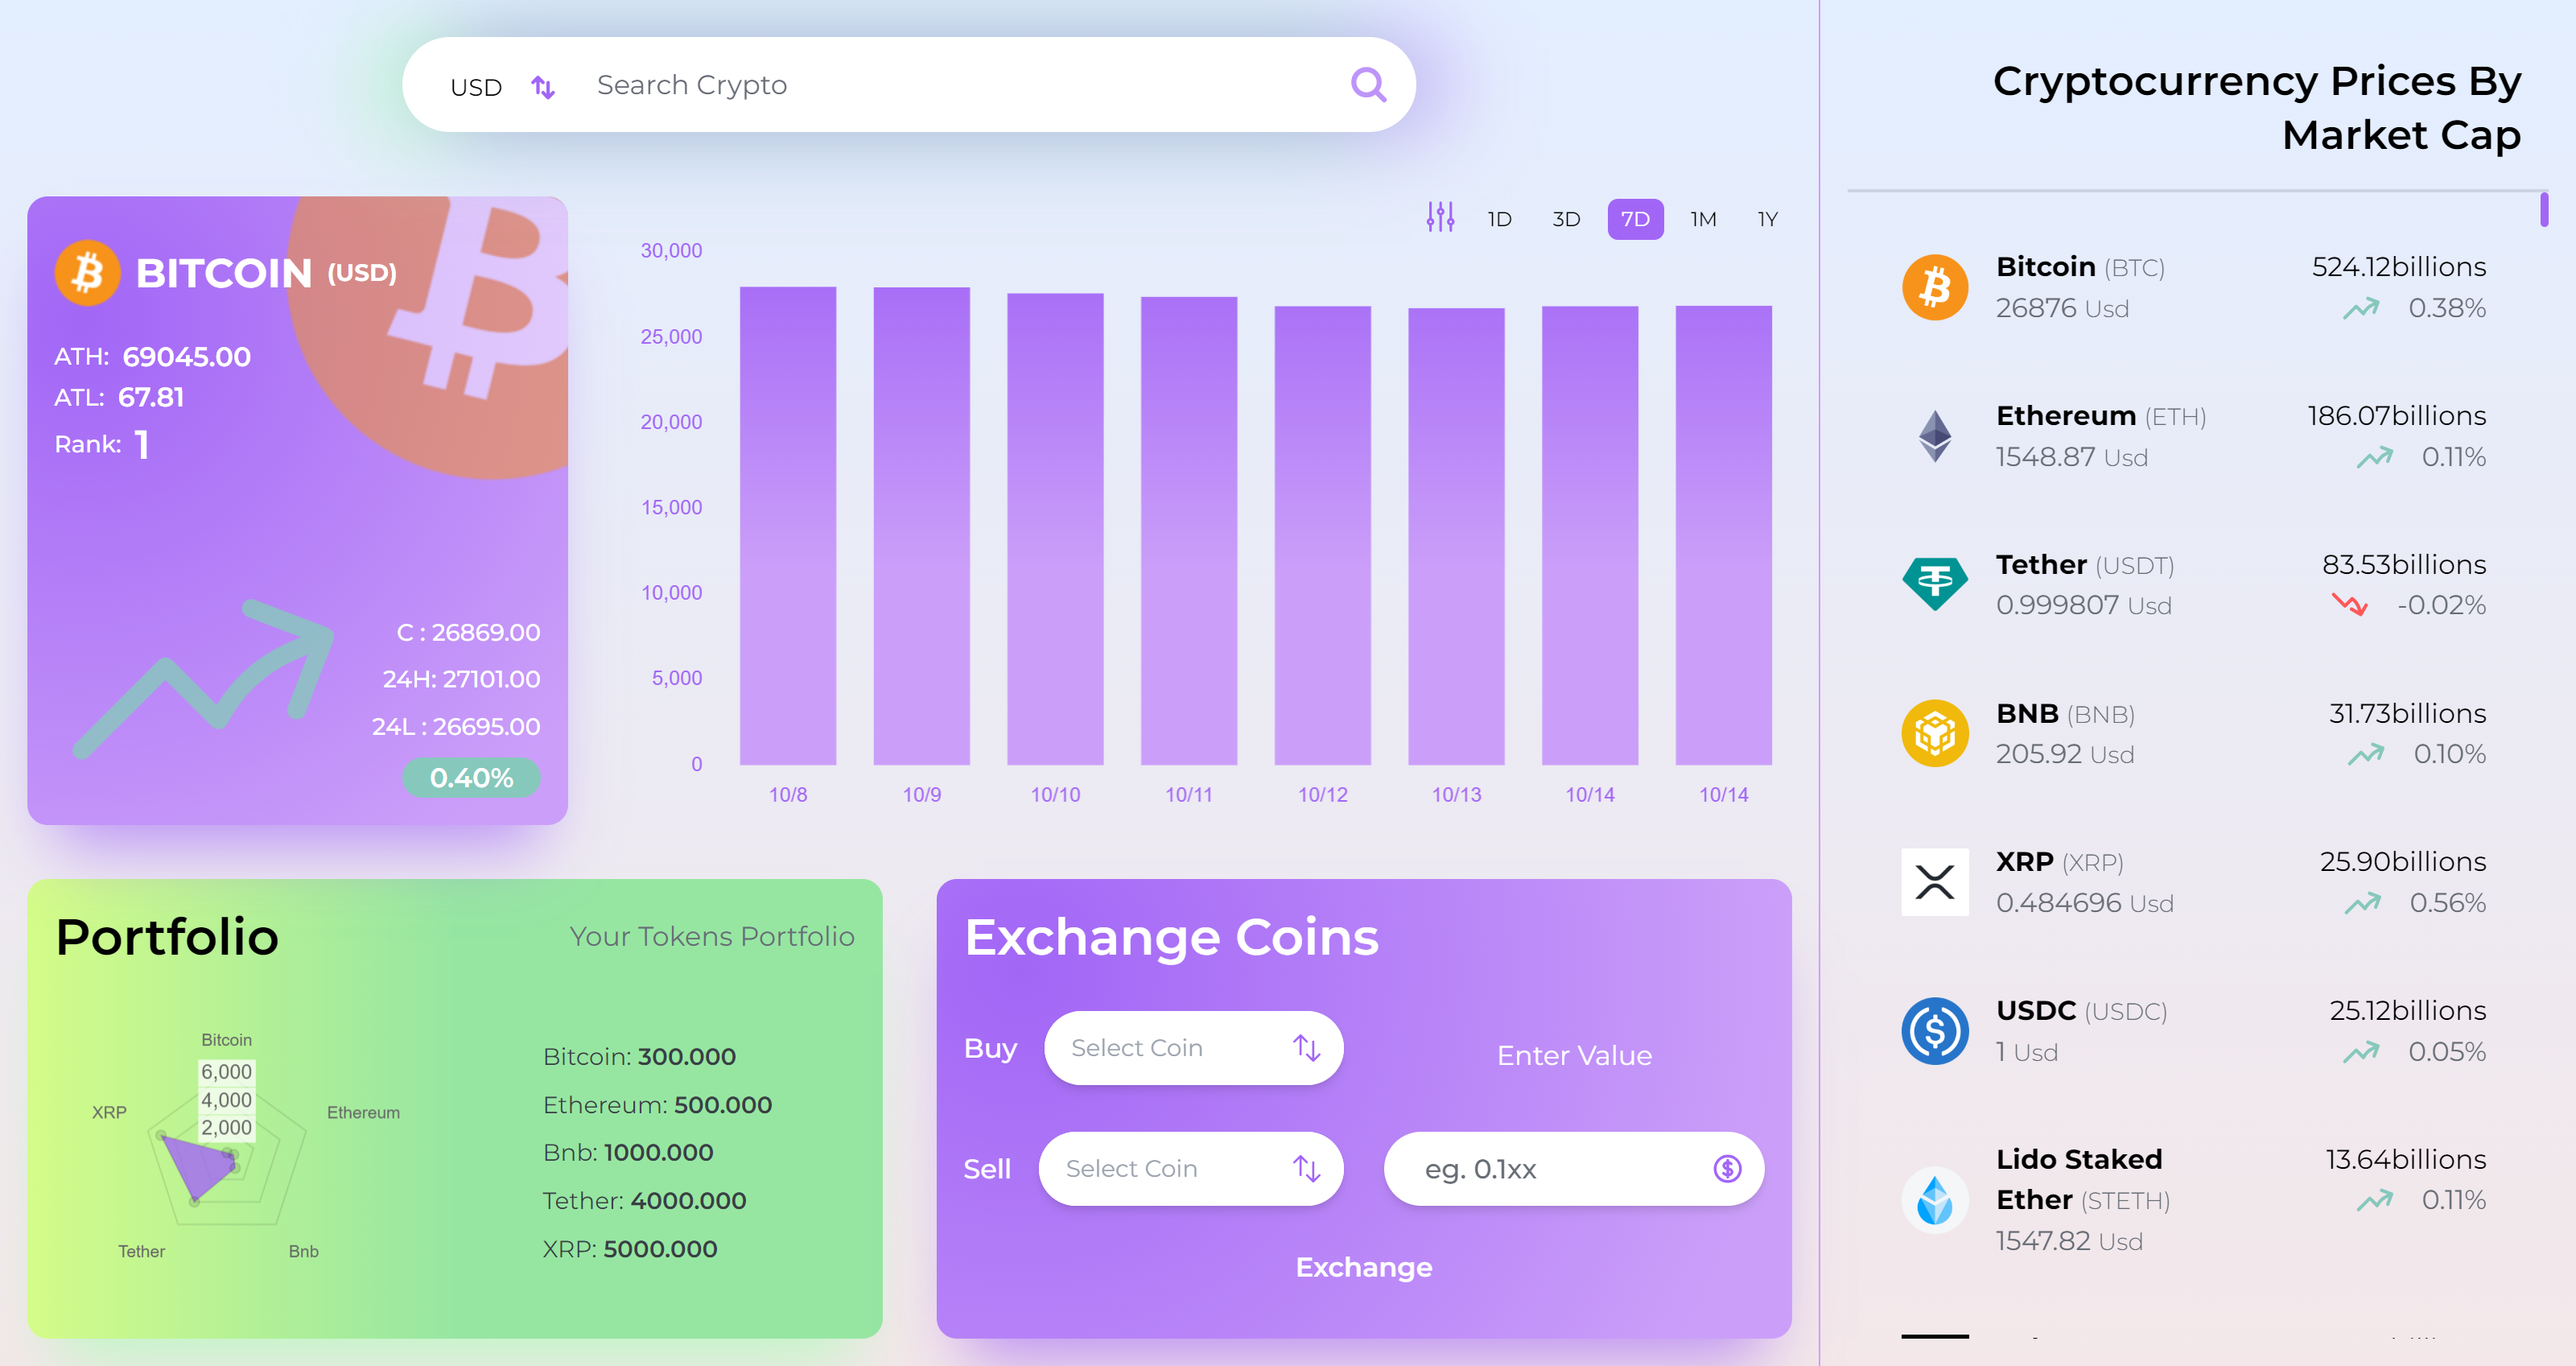 USD Search Crypto
1D 3D 7D 1M 1Y
BITCOIN (USD)
ATH: 69045.00
ATL: 67.81
Rank: 1
C : 26869.00
24H: 27101.00
24L : 26695.00
0.40%
30,000
25,000
20,000
15,000
10,000
5,000
0
10/8 10/9 10/10 10/11 10/12 10/13 10/14 10/14
Portfolio
Your Tokens Portfolio
Bitcoin
6,000
4,000
2,000
XRP
Ethereum
Tether
Bnb
Bitcoin: 300.000
Ethereum: 500.000
Bnb: 1000.000
Tether: 4000.000
XRP: 5000.000
Exchange Coins
Buy Select Coin Enter Value
Sell Select Coin eg. 0.1xx
Exchange
Cryptocurrency Prices By
Market Cap
Bitcoin (BTC) 524.12billions
26876 Usd 0.38%
Ethereum (ETH) 186.07billions
1548.87 Usd 0.11%
Tether (USDT) 83.53billions
0.999807 Usd -0.02%
BNB (BNB) 31.73billions
205.92 Usd 0.10%
XRP (XRP) 25.90billions
0.484696 Usd 0.56%
USDC (USDC) 25.12billions
1 Usd 0.05%
Lido Staked 13.64billions
Ether (STETH) 0.11%
1547.82 Usd